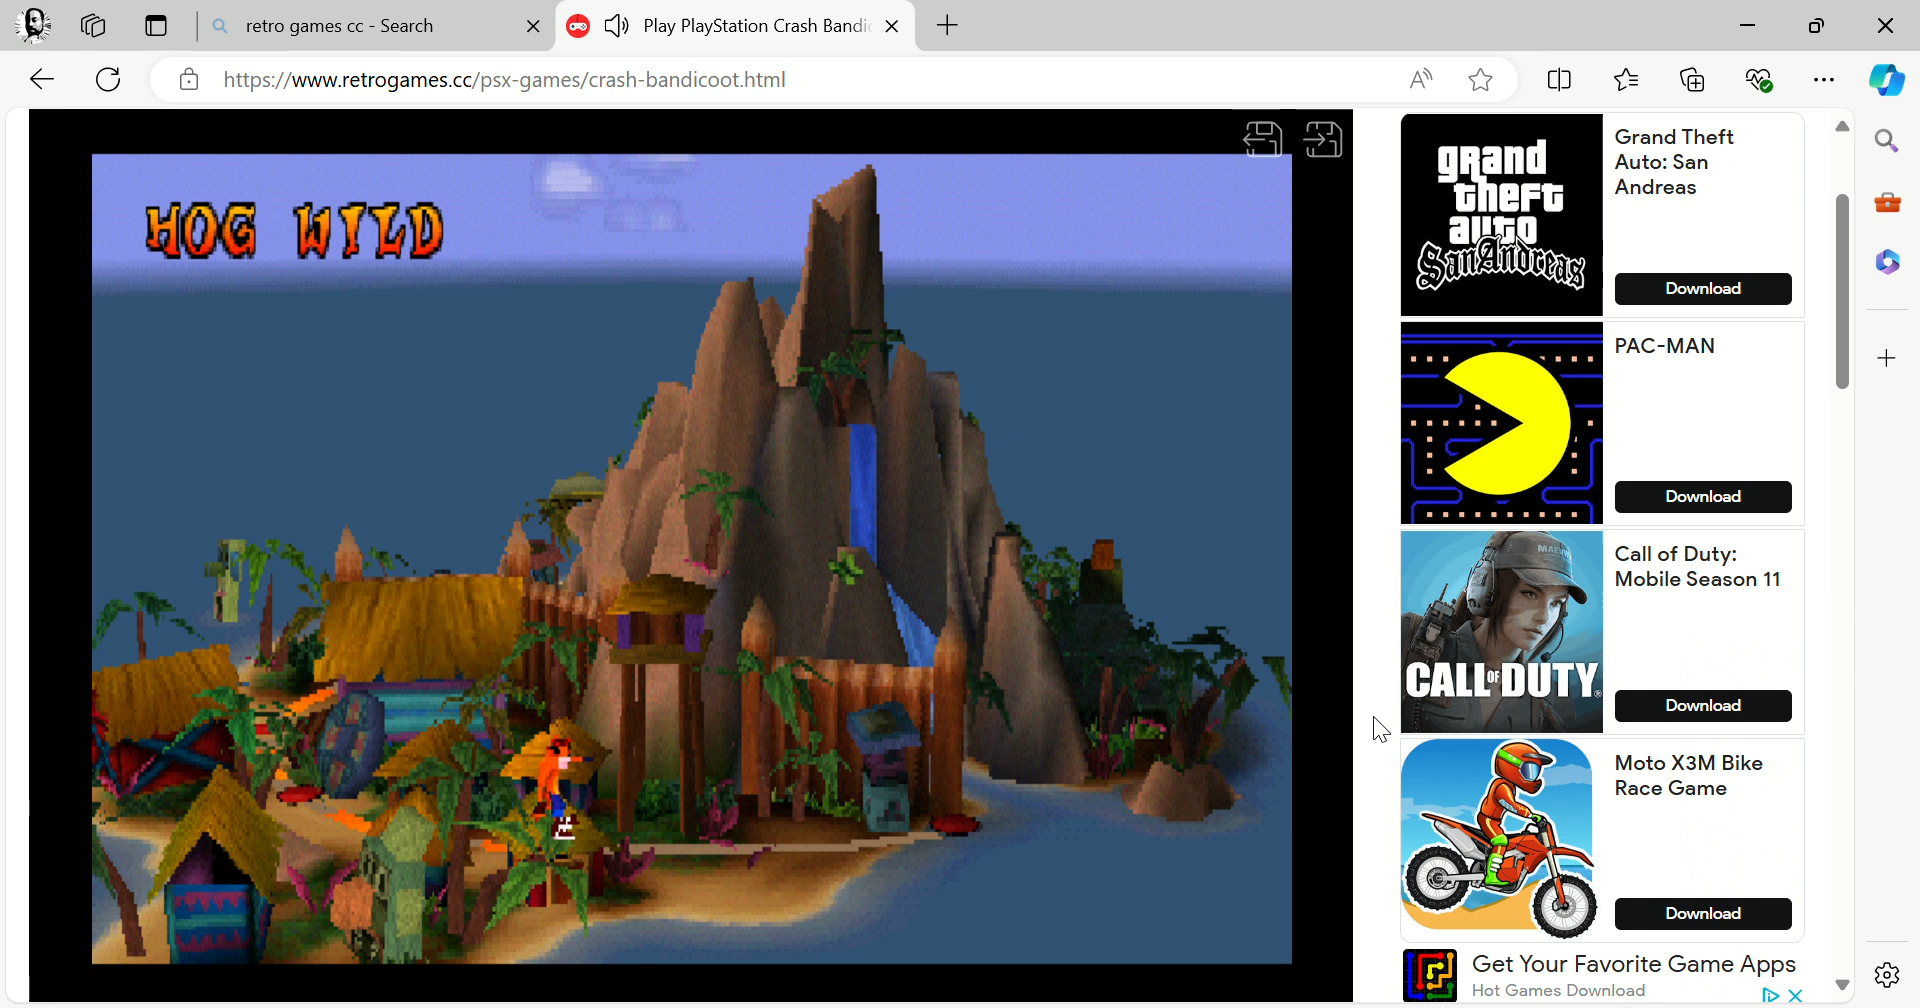 retro games cc - Search
Play PlayStation Crash Bandic
https://www.retrogames.cc/psx-games/crash-bandicoot.html
HOG WILD
grand
theft
auto
San Andreas
Grand Theft
Auto: San
Andreas
Download
PAC-MAN
Download
CALL OF DUTY
Call of Duty:
Mobile Season 11
Download
Moto X3M Bike
Race Game
Download
Get Your Favorite Game Apps
Hot Games Download